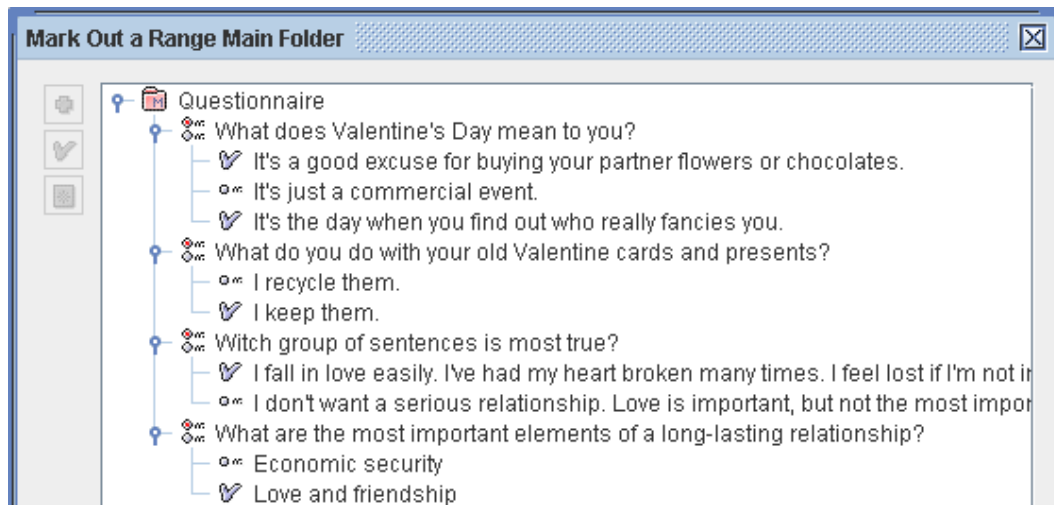 Mark Out a Range Main Folder
Questionnaire
What does Valentine's Day mean to you?
It's a good excuse for buying your partner flowers or chocolates.
It's just a commercial event.
It's the day when you find out who really fancies you.
What do you do with your old Valentine cards and presents?
I recycle them.
I keep them.
Witch group of sentences is most true?
I fall in love easily. I've had my heart broken many times. I feel lost if I'm not
I don't want a serious relationship. Love is important, but not the most
What are the most important elements of a long-lasting relationship?
Economic security
Love and friendship